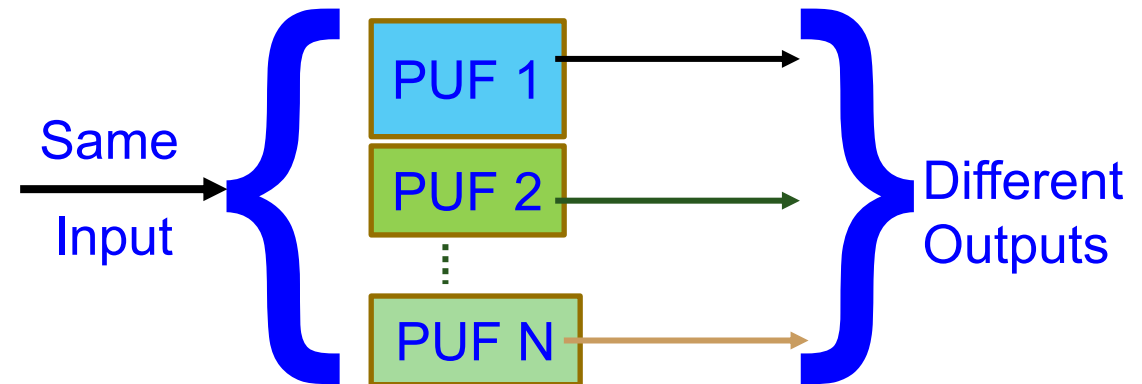 Same
Input
PUF 1
PUF 2
PUF N
Different
Outputs